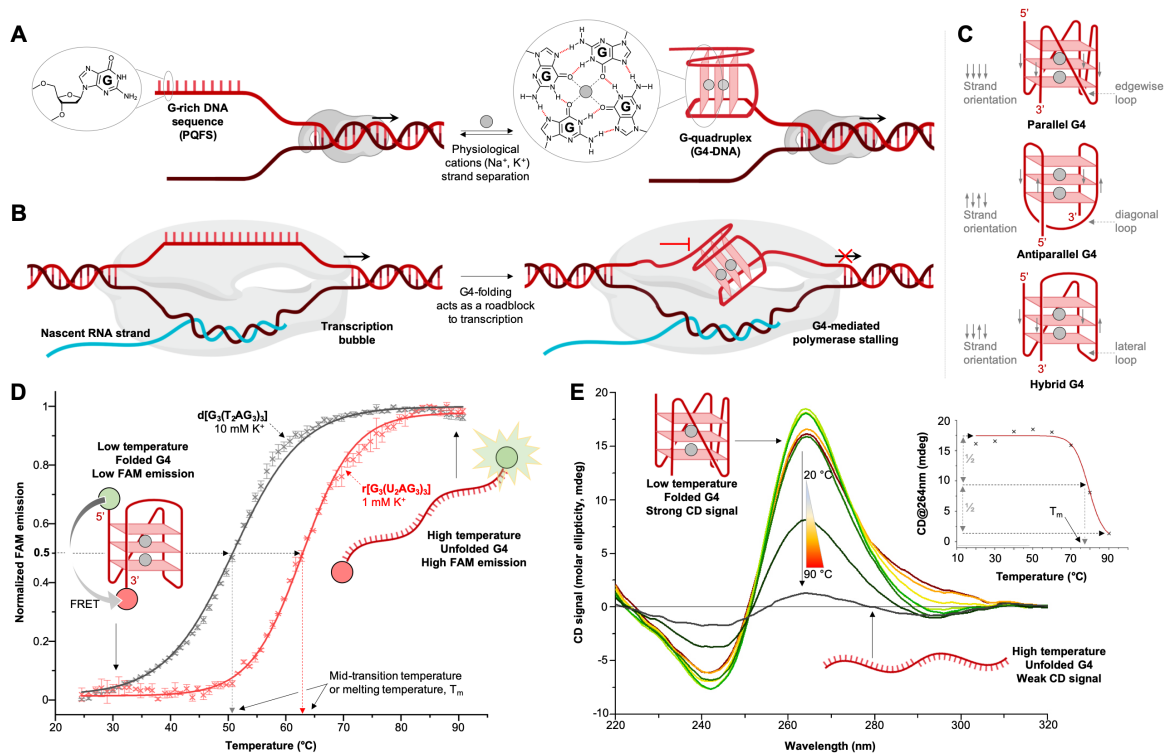 A
O
N
NH
N
N
NH₂
G
O
O
O
G-rich DNA
sequence
(PQFS)
Physiological
cations (Na⁺, K⁺)
strand separation
G
G
G
G
G-quadruplex
(G4-DNA)
B
Nascent RNA strand
Transcription
bubble
G4-folding
acts as a roadblock
to transcription
G4-mediated
polymerase stalling
C
5'
Strand
orientation
3'
edgewise
loop
Parallel G4
Strand
orientation
3'
5'
diagonal
loop
Antiparallel G4
5'
Strand
orientation
3'
lateral
loop
Hybrid G4
D
Normalized FAM emission
1
0.8
0.6
0.5
0.4
0.2
0
20
30
40
50
60
70
80
90
Temperature (°C)
Low temperature
Folded G4
Low FAM emission
5'
3'
FRET
d[G₃(T₂AG₃)₃]
10 mM K⁺
r[G₃(U₂AG₃)₃]
1 mM K⁺
High temperature
Unfolded G4
High FAM emission
Mid-transition temperature
or melting temperature, Tₘ
E
CD signal (molar ellipticity, mdeg)
20
15
10
5
0
-5
-10
220
240
260
280
300
320
Wavelength (nm)
Low temperature
Folded G4
Strong CD signal
20 °C
90 °C
High temperature
Unfolded G4
Weak CD signal
CD@264nm (mdeg)
20
15
10
5
0
½
½
Tₘ
20
30
40
50
60
70
80
90
Temperature (°C)